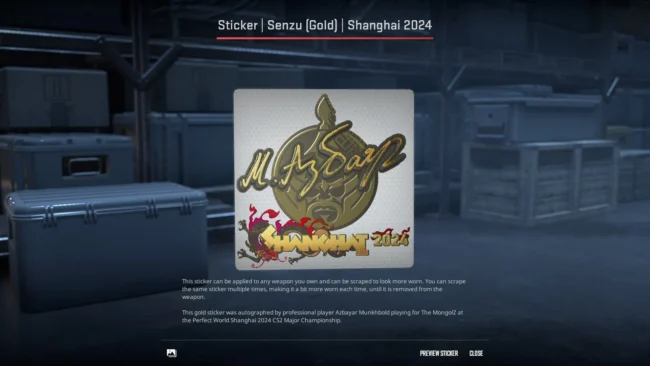 Sticker | Senzu (Gold) | Shanghai 2024
М. Азбаяр
SHANGHAI 2024
This sticker can be applied to any weapon you own and can be scraped to look more worn. You can scrape
the same sticker multiple times, making it a bit more worn each time, until it is removed from the
weapon.
This gold sticker was autographed by professional player Azbayar Munkhbold playing for The MongolZ at
the Perfect World Shanghai 2024 CS2 Major Championship.
PREVIEW STICKER
CLOSE